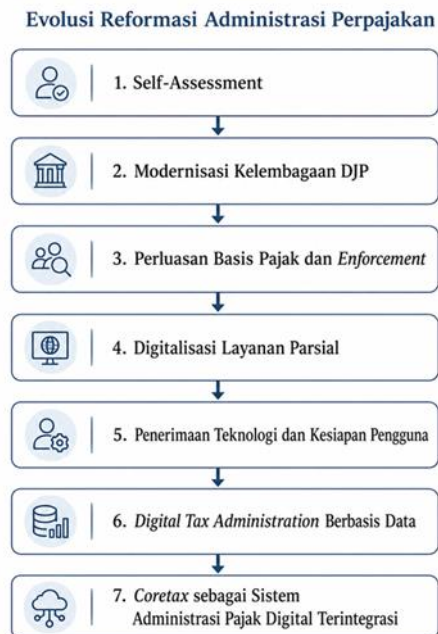 Evolusi Reformasi Administrasi Perpajakan
1. Self-Assessment
2. Modernisasi Kelembagaan DJP
3. Perluasan Basis Pajak dan Enforcement
4. Digitalisasi Layanan Parsial
5. Penerimaan Teknologi dan Kesiapan Pengguna
6. Digital Tax Administration Berbasis Data
7. Coretax sebagai Sistem
Administrasi Pajak Digital Terintegrasi